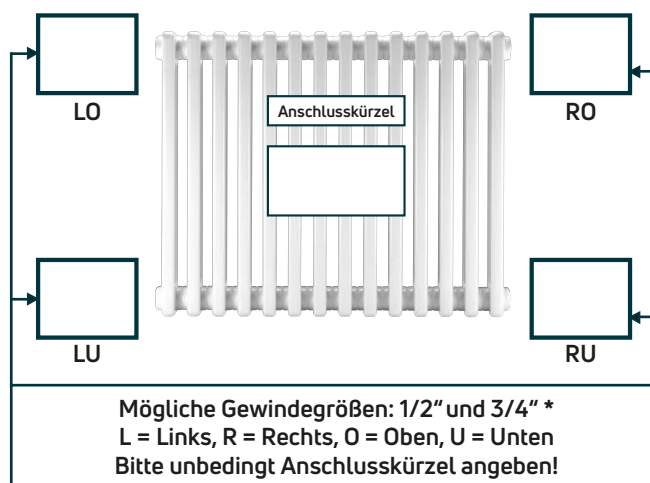 LO
RO
Anschlusskürzel
LU
RU
Mögliche Gewindegrößen: 1/2“ und 3/4“ *
L = Links, R = Rechts, O = Oben, U = Unten
Bitte unbedingt Anschlusskürzel angeben!